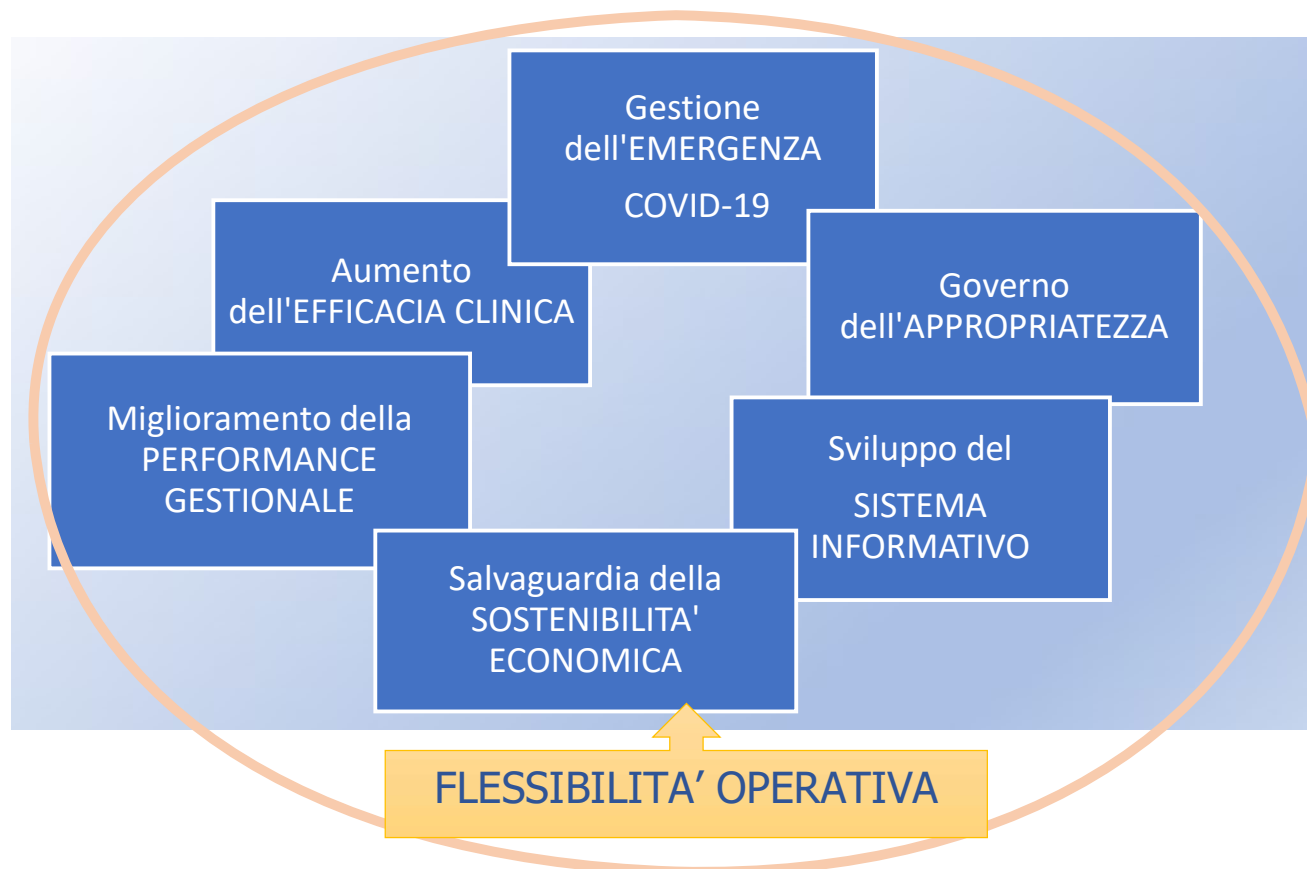 Gestione
dell'EMERGENZA
COVID-19
Aumento
dell'EFFICACIA CLINICA
Governo
dell'APPROPRIATEZZA
Miglioramento della
PERFORMANCE
GESTIONALE
Sviluppo del
SISTEMA
INFORMATIVO
Salvaguardia della
SOSTENIBILITA'
ECONOMICA
FLESSIBILITA’ OPERATIVA